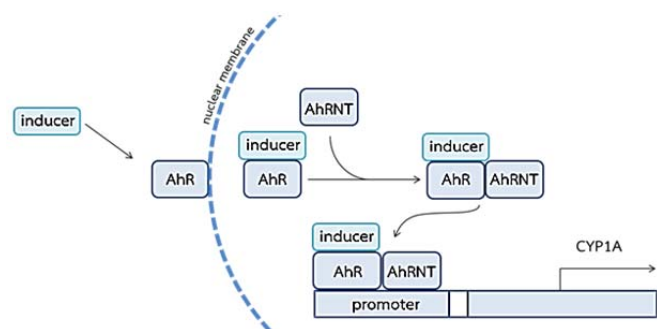 nuclear membrane
inducer
AhR
AhRNT
inducer
AhR
inducer
AhR
AhRNT
inducer
AhR
AhRNT
promoter
CYP1A